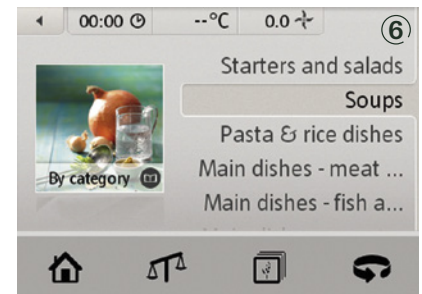 00:00 --°C 0.0 ⑥
Starters and salads
Soups
Pasta & rice dishes
Main dishes - meat ...
By category
Main dishes - fish a...